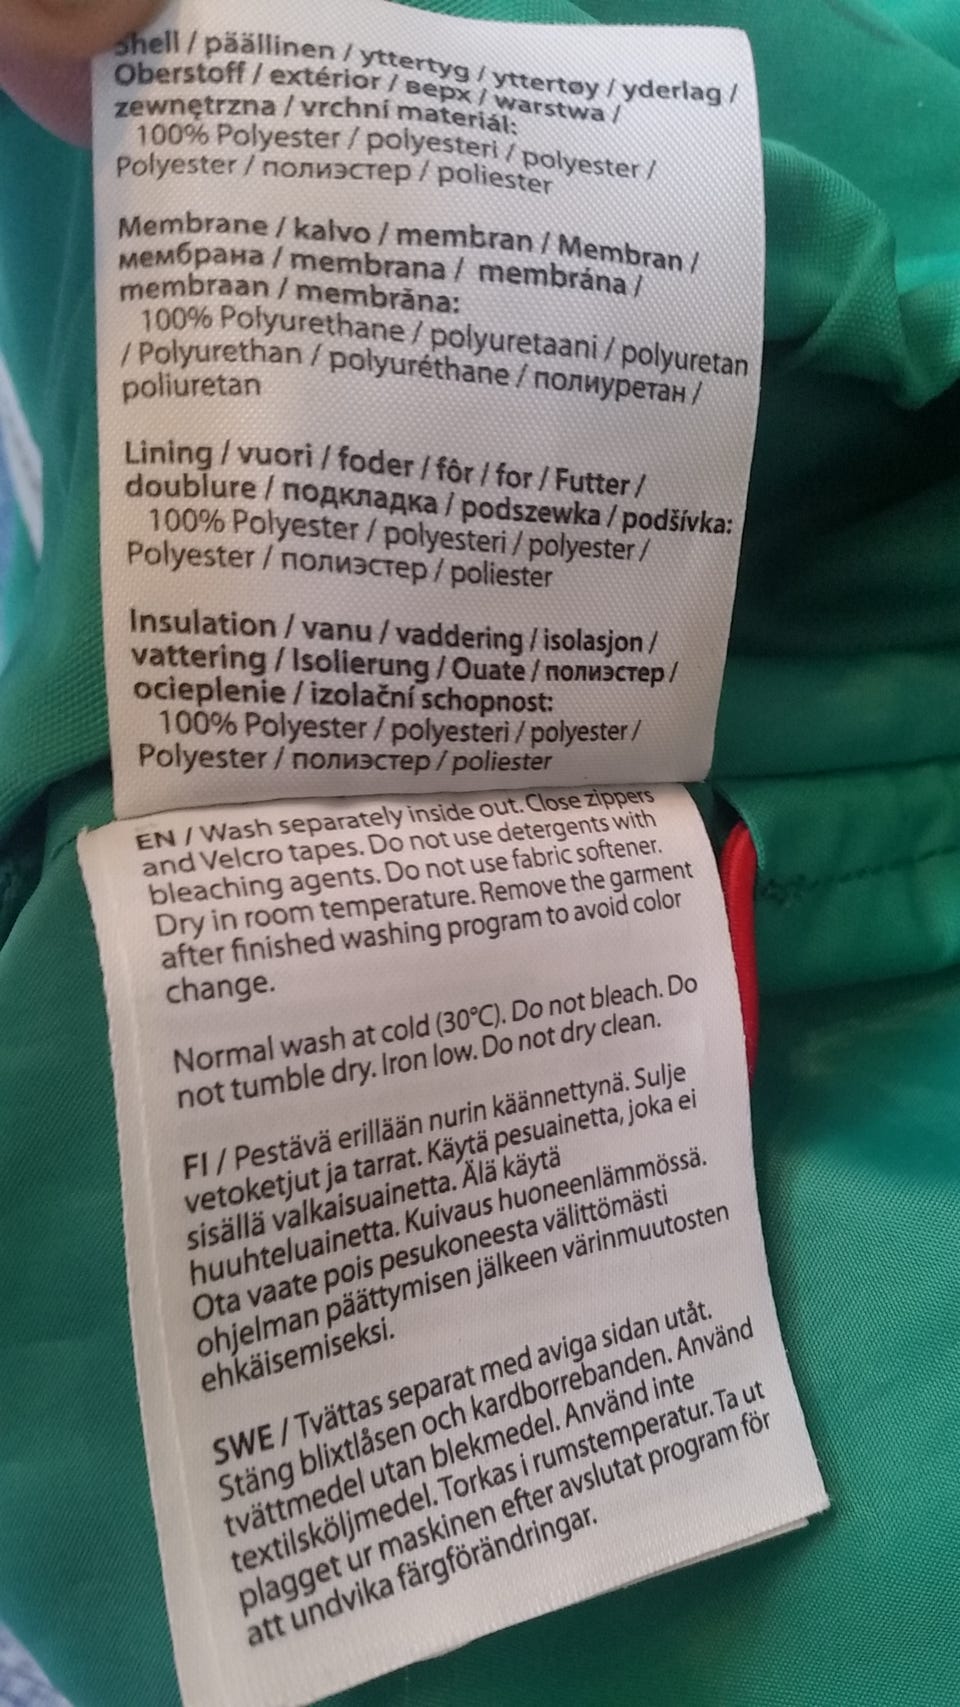 Shell / päällinen / yttertyg / yttertøy / yderlag /
Oberstoff / extérior / верх / warstwa /
zewnętrzna / vrchní materiál:
100% Polyester / polyesteri / polyester /
Polyester / полиэстер / poliester
Membrane / kalvo / membran / Membran /
мембрана / membrana / membrána /
membraan / membrāna:
100% Polyurethane / polyuretaani / polyuretan
/ Polyurethan / polyuréthane / полиуретан /
poliuretan
Lining / vuori / foder / fôr / for / Futter /
doublure / подкладка / podszewka / podšívka:
100% Polyester / polyesteri / polyester /
Polyester / полиэстер / poliester
Insulation / vanu / vaddering / isolasjon /
vattering / Isolierung / Ouate / полиэстер /
ocieplenie / izolační schopnost:
100% Polyester / polyesteri / polyester /
Polyester / полиэстер / poliester
EN / Wash separately inside out. Close zippers
and Velcro tapes. Do not use detergents with
bleaching agents. Do not use fabric softener.
Dry in room temperature. Remove the garment
after finished washing program to avoid color
change.
Normal wash at cold (30°C). Do not bleach. Do
not tumble dry. Iron low. Do not dry clean.
FI / Pestävä erillään nurin käännettynä. Sulje
vetoketjut ja tarrat. Käytä pesuainetta, joka ei
sisällä valkaisuainetta. Älä käytä
huuhteluainetta. Kuivaus huoneenlämmössä.
Ota vaate pois pesukoneesta välittömästi
ohjelman päättymisen jälkeen värinmuutosten
ehkäisemiseksi.
SWE / Tvättas separat med aviga sidan utåt.
Stäng blixtlåsen och kardborrebanden. Använd
tvättmedel utan blekmedel. Använd inte
textilsköljmedel. Torkas i rumstemperatur. Ta ut
plagget ur maskinen efter avslutat program för
att undvika färgförändringar.